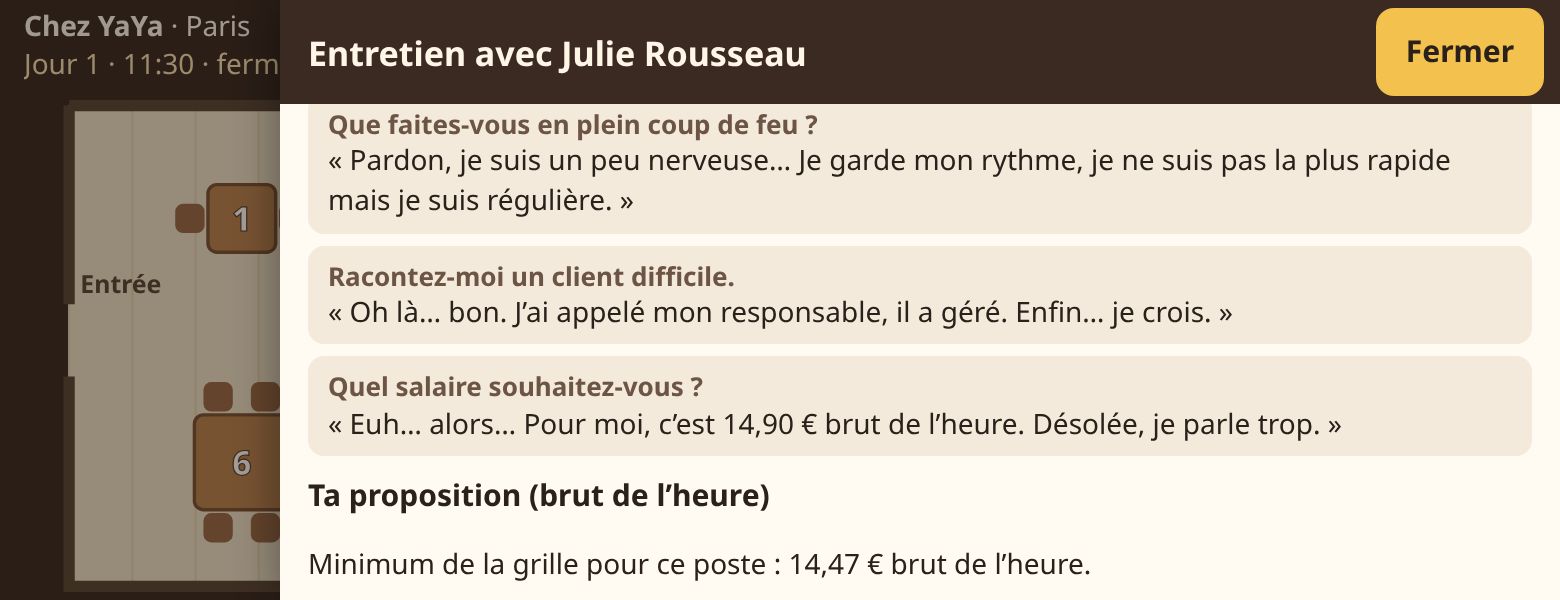 Chez YaYa · Paris
Jour 1 · 11:30 · ferm
Entretien avec Julie Rousseau
Fermer
1
Entrée
6
Que faites-vous en plein coup de feu ?
« Pardon, je suis un peu nerveuse… Je garde mon rythme, je ne suis pas la plus rapide
mais je suis régulière. »
Racontez-moi un client difficile.
« Oh là… bon. J’ai appelé mon responsable, il a géré. Enfin… je crois. »
Quel salaire souhaitez-vous ?
« Euh… alors… Pour moi, c’est 14,90 € brut de l’heure. Désolée, je parle trop. »
Ta proposition (brut de l’heure)
Minimum de la grille pour ce poste : 14,47 € brut de l’heure.